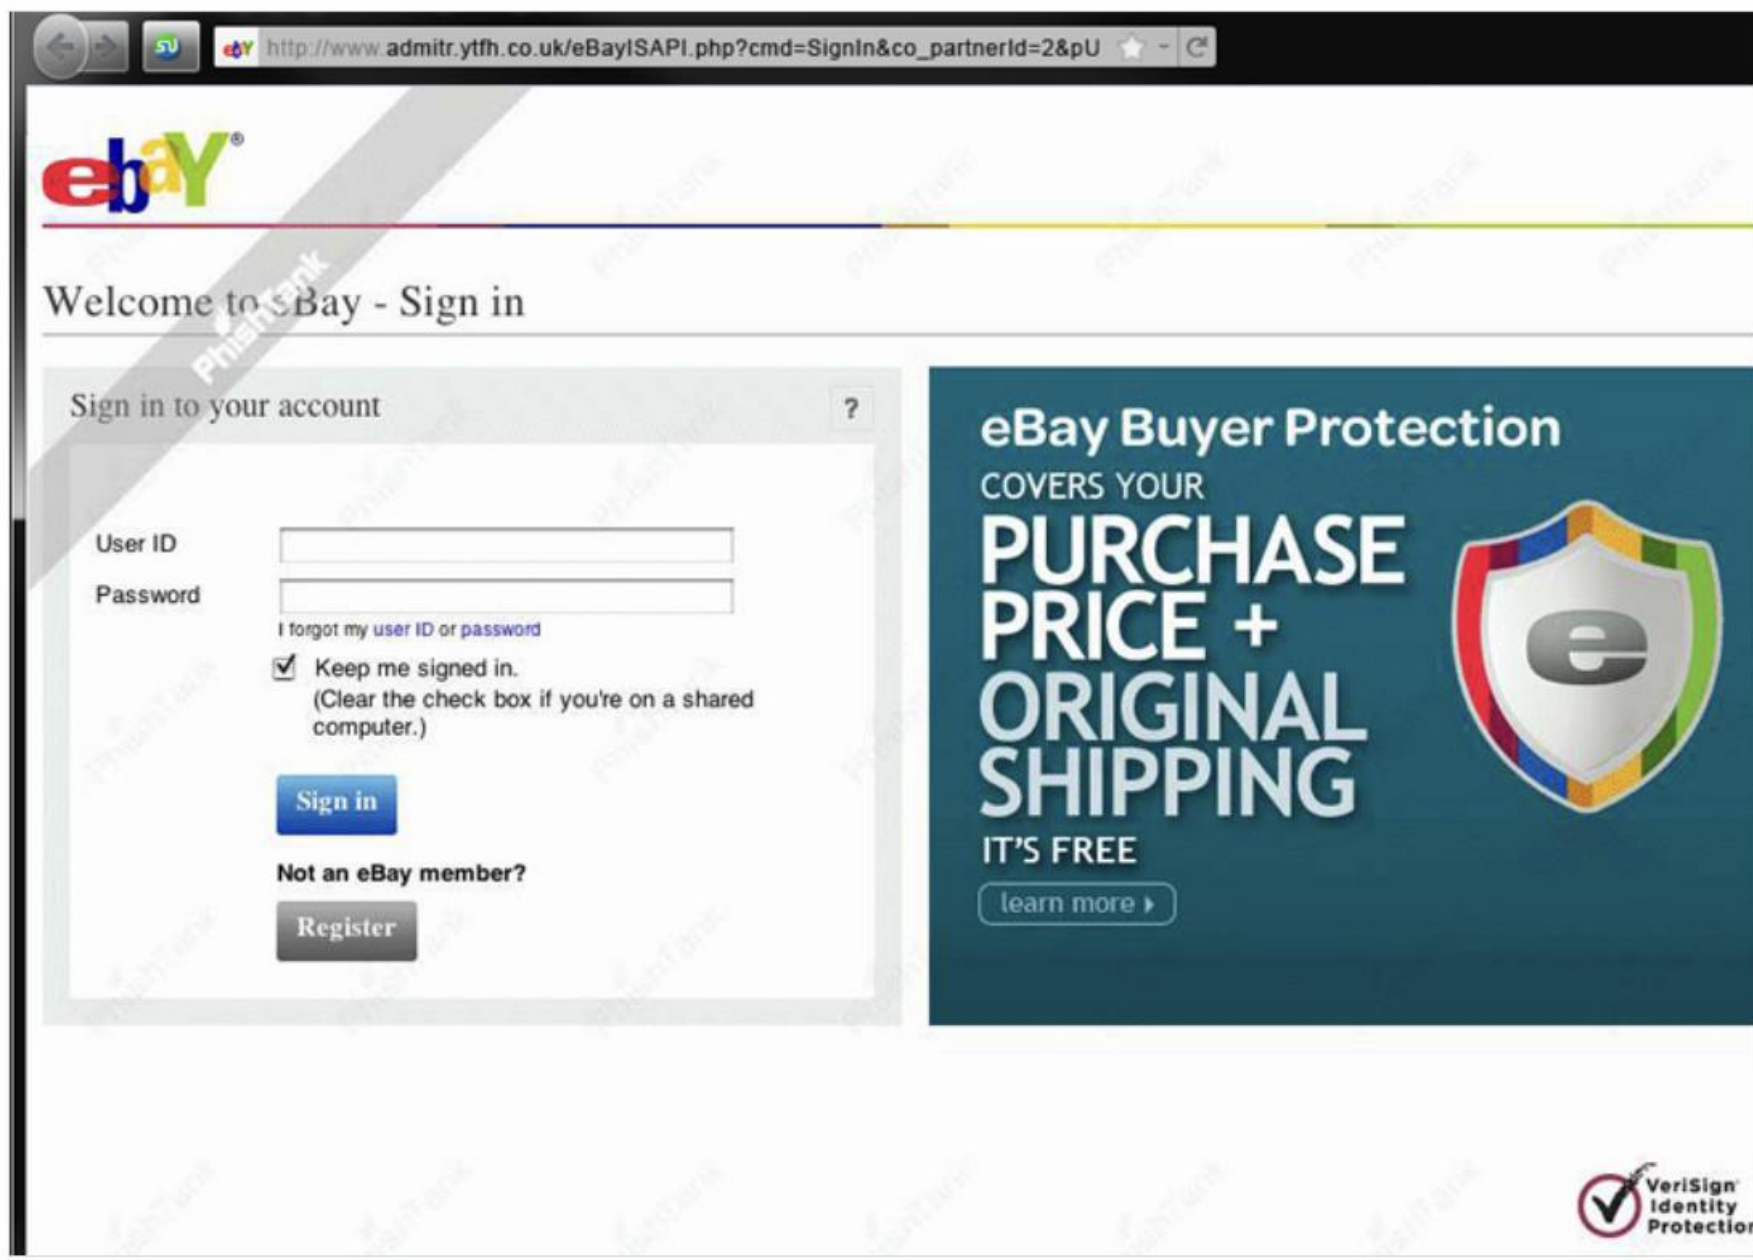 http://www.admitr.ytfh.co.uk/eBayISAPI.php?cmd=SignIn&co_partnerId=2&pU
ebaY®
Welcome to eBay - Sign in
PhishTank
Sign in to your account
?
User ID
Password
I forgot my user ID or password
Keep me signed in.
(Clear the check box if you're on a shared
computer.)
Sign in
Not an eBay member?
Register
eBay Buyer Protection
COVERS YOUR
PURCHASE
PRICE +
ORIGINAL
SHIPPING
IT'S FREE
learn more
e
VeriSign
Identity
Protection